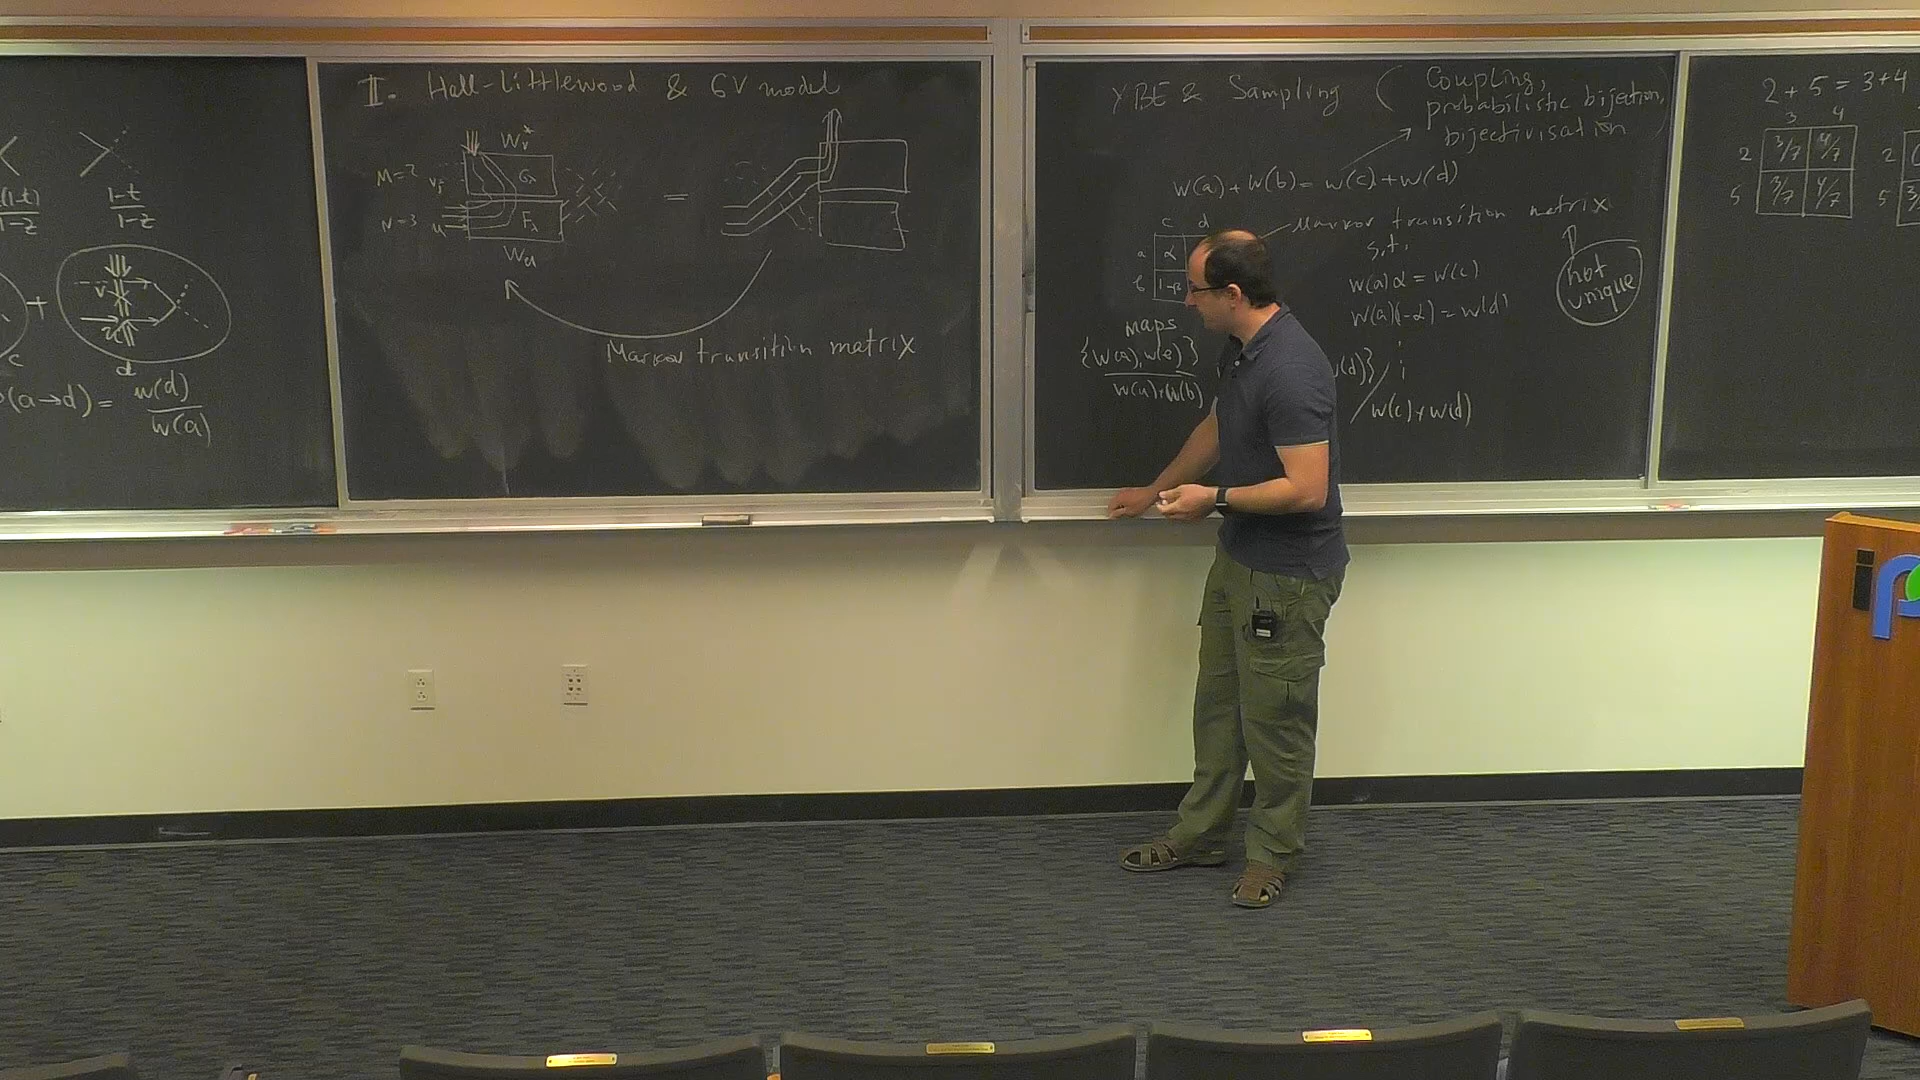 (1-t)
1-z
1-t
1-z
+
v
u
c
d
(a→d) = w(d)
w(a)
II. Hall-Littlewood & 6V model
W_v^*
M=2
v_j
G_λ
N=3
u
F_λ
W_u
=
Markov transition matrix
YBE & Sampling
( Coupling,
probabilistic bijection,
bijectivisation )
w(a) + w(b) = w(c) + w(d)
c d
a α
b 1-β
Markov transition matrix
s.t.
w(a) α = w(c)
w(a)(1-α) = w(d)
not
unique
maps
{w(a), w(b)}
w(a)+w(b)
w(d)}
w(c)+w(d)
2 + 5 = 3 + 4
3 4
2 3/7 4/7
5 3/7 4/7
2
5